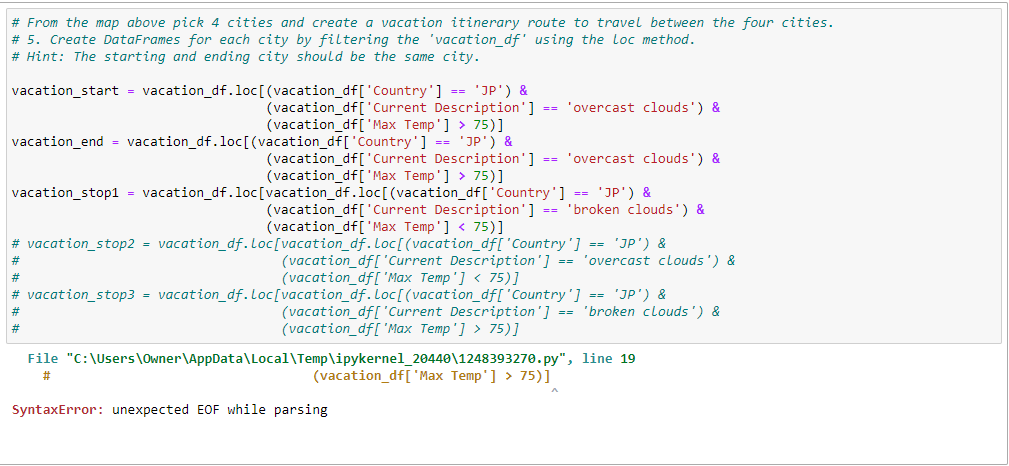 # From the map above pick 4 cities and create a vacation itinerary route to travel between the four cities.
# 5. Create DataFrames for each city by filtering the 'vacation_df' using the loc method.
# Hint: The starting and ending city should be the same city.

vacation_start = vacation_df.loc[(vacation_df['Country'] == 'JP') &
                                 (vacation_df['Current Description'] == 'overcast clouds') &
                                 (vacation_df['Max Temp'] > 75)]
vacation_end = vacation_df.loc[(vacation_df['Country'] == 'JP') &
                                 (vacation_df['Current Description'] == 'overcast clouds') &
                                 (vacation_df['Max Temp'] > 75)]
vacation_stop1 = vacation_df.loc[vacation_df.loc[(vacation_df['Country'] == 'JP') &
                                 (vacation_df['Current Description'] == 'broken clouds') &
                                 (vacation_df['Max Temp'] < 75)]
# vacation_stop2 = vacation_df.loc[vacation_df.loc[(vacation_df['Country'] == 'JP') &
#                                  (vacation_df['Current Description'] == 'overcast clouds') &
#                                  (vacation_df['Max Temp'] < 75)]
# vacation_stop3 = vacation_df.loc[vacation_df.loc[(vacation_df['Country'] == 'JP') &
#                                  (vacation_df['Current Description'] == 'broken clouds') &
#                                  (vacation_df['Max Temp'] > 75)]
File "C:\Users\Owner\AppData\Local\Temp\ipykernel_20440\1248393270.py", line 19
#                                  (vacation_df['Max Temp'] > 75)]
^
SyntaxError: unexpected EOF while parsing